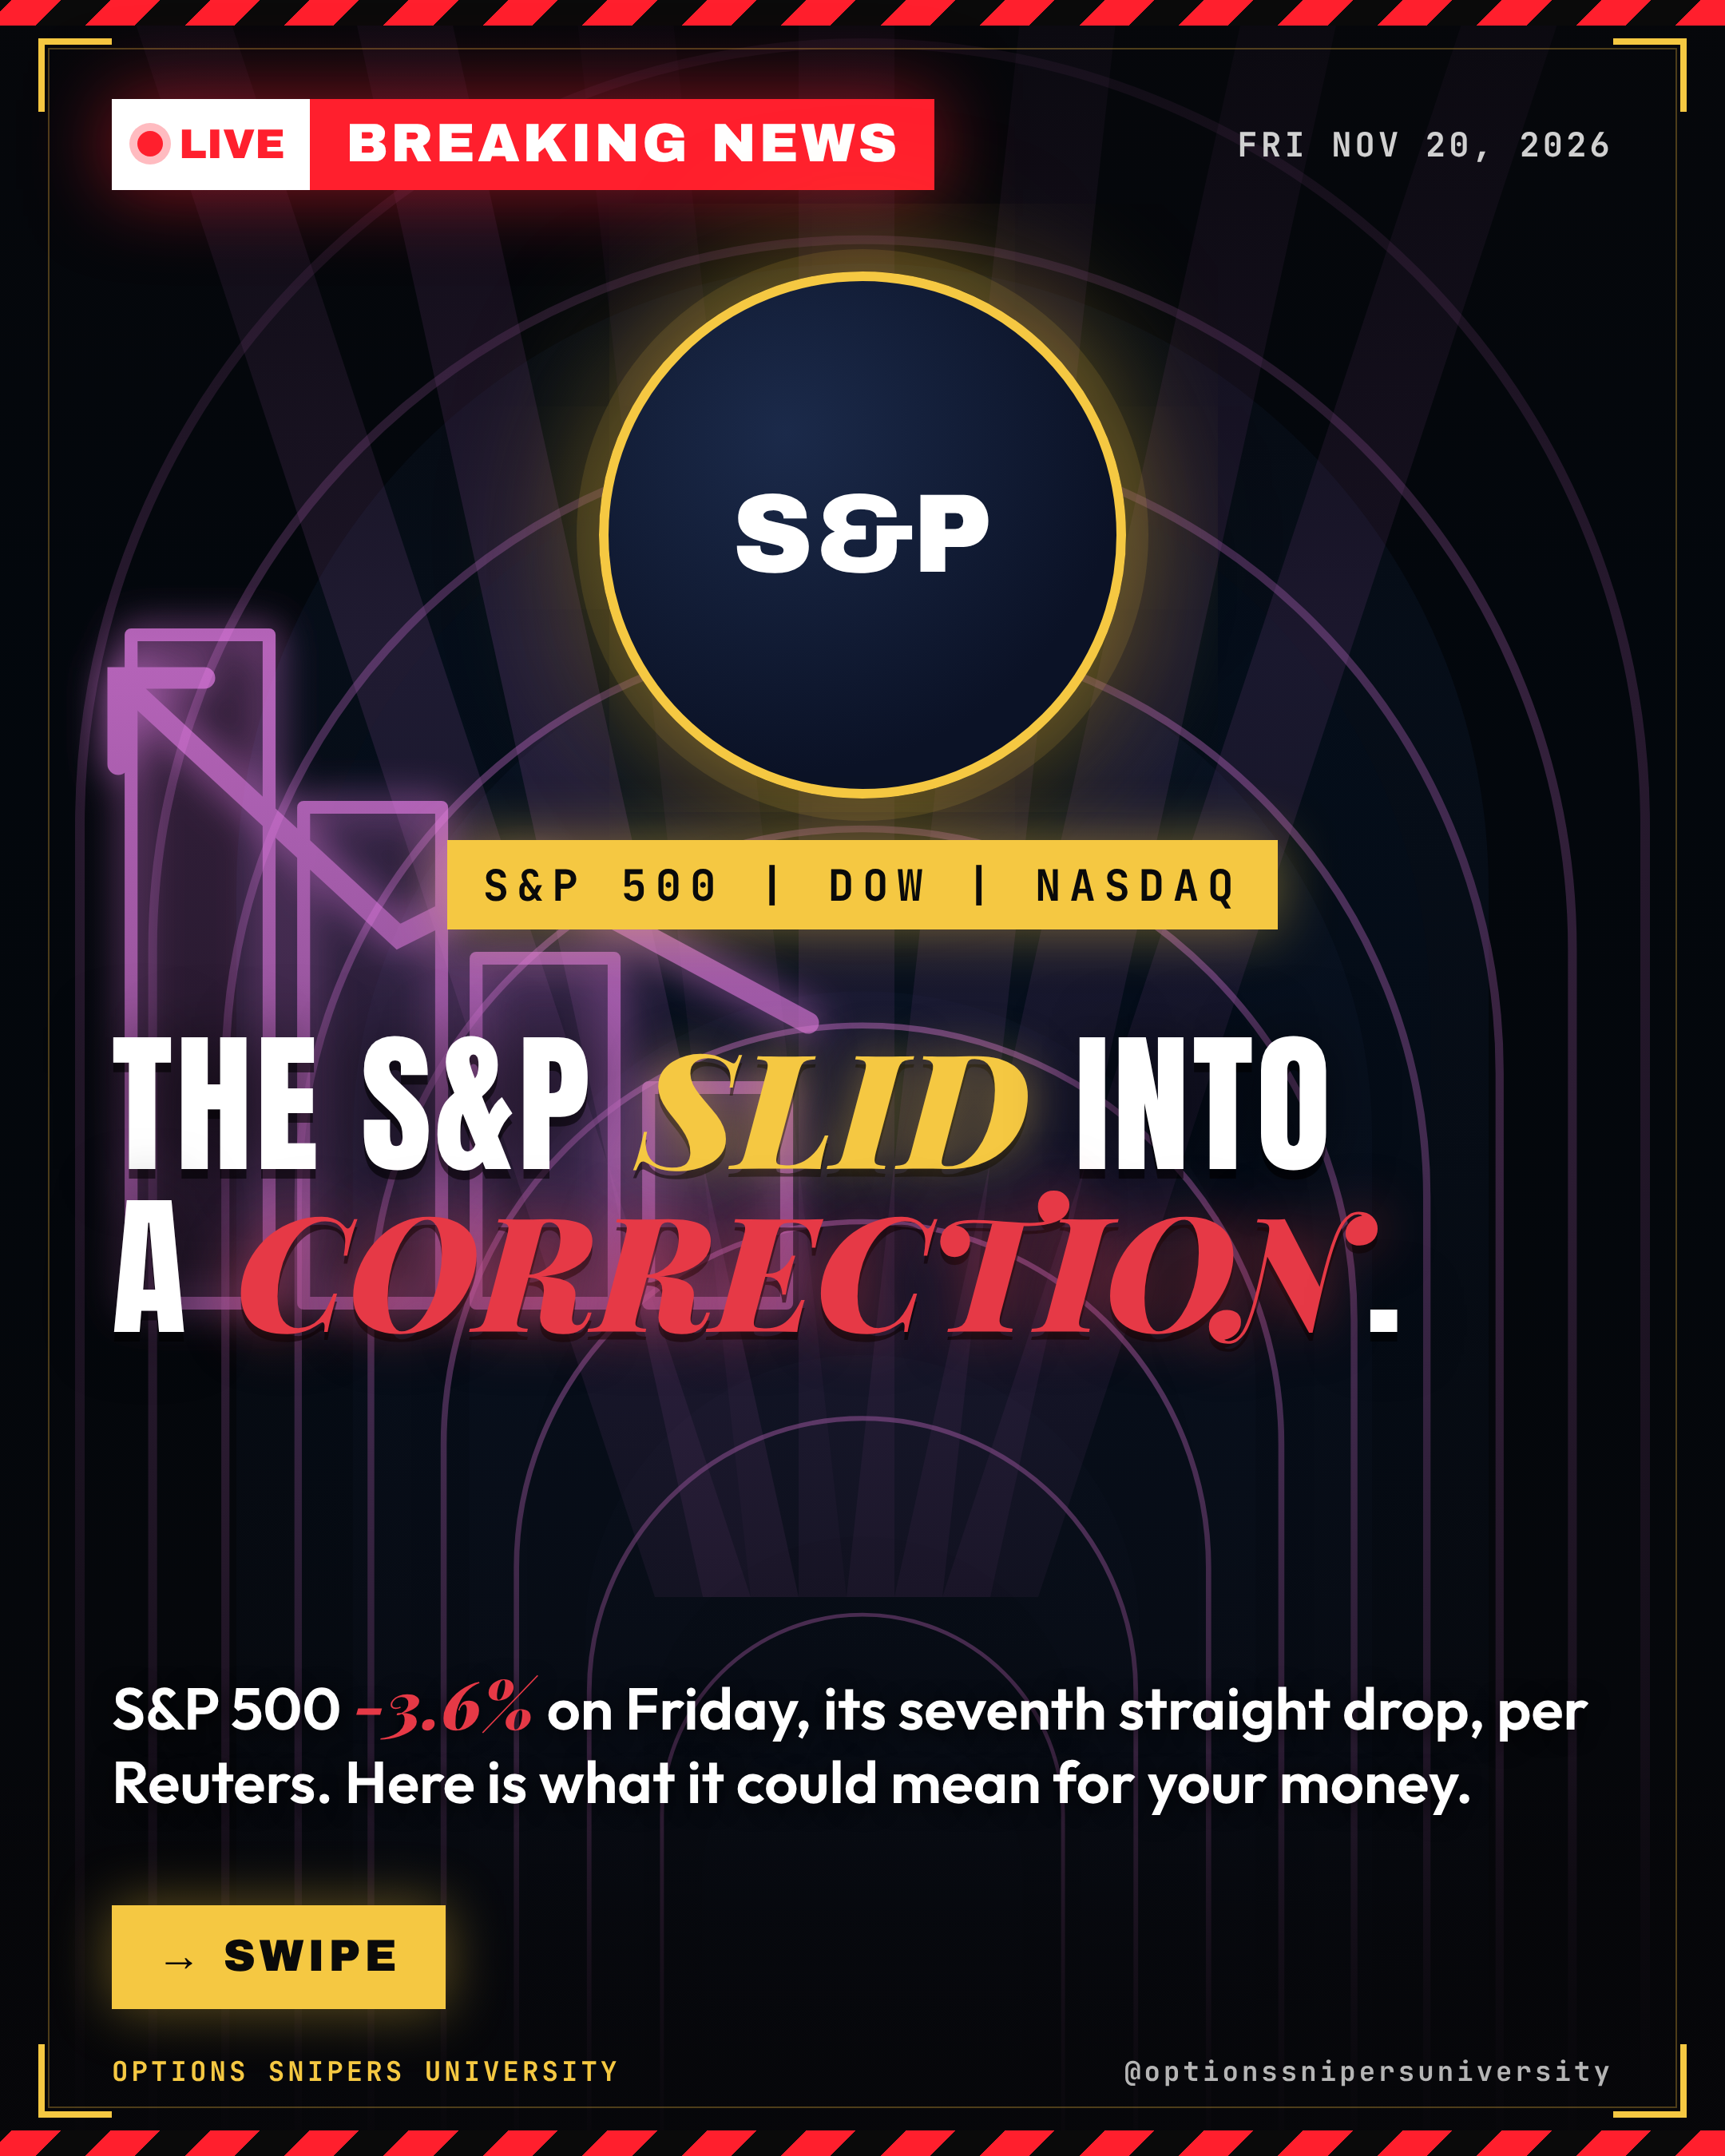 LIVE BREAKING NEWS
FRI NOV 20, 2026
S&P
S&P 500 | DOW | NASDAQ
THE S&P SLID INTO
A CORRECTION.
S&P 500 -3.6% on Friday, its seventh straight drop, per
Reuters. Here is what it could mean for your money.
→ SWIPE
OPTIONS SNIPERS UNIVERSITY
@optionssnipersuniversity